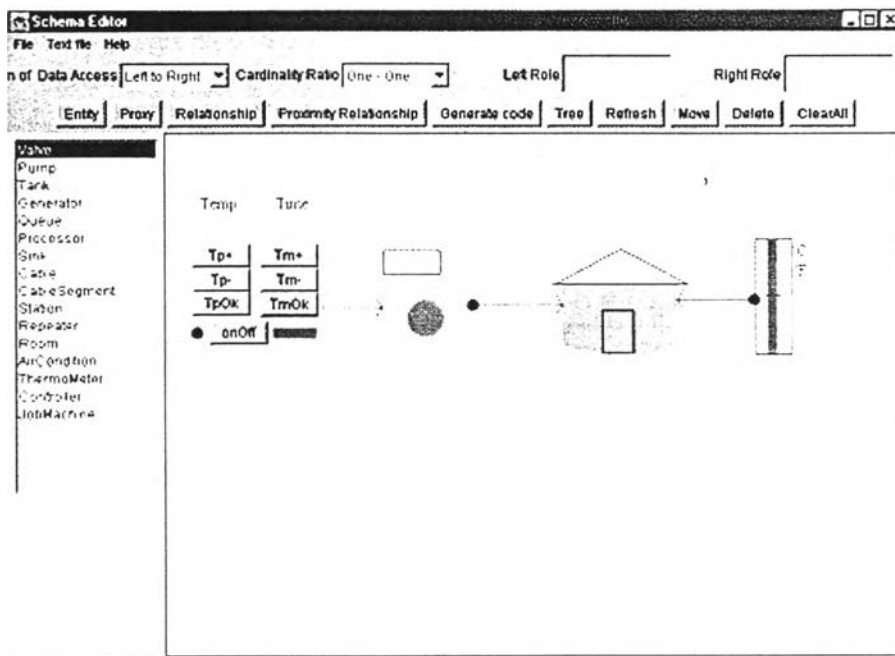 Schema Editor
File Text file Help
n of Data Access Left to Right Cardinality Ratio One - One Left Role Right Role
Entity Proxy Relationship Proximity Relationship Generate code Tree Refresh Move Delete ClearAll
Valve
Pump
Tank
Generator
Queue
Processor
Sink
Cable
CableSegment
Station
Repeater
Room
AirCondition
ThermoMeter
Controller
JobMachine
Temp Time
Tp+ Tm+
Tp- Tm-
TpOk TmOk
onOff
C
F